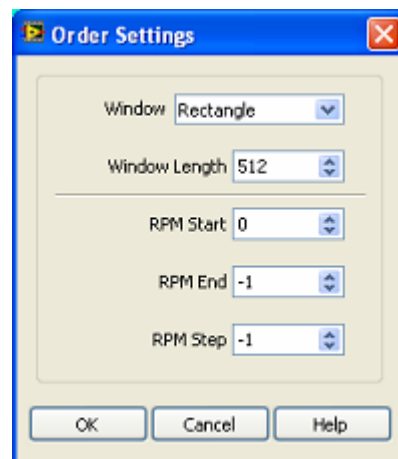 Order Settings
Window Rectangle
Window Length 512
RPM Start 0
RPM End -1
RPM Step -1
OK Cancel Help